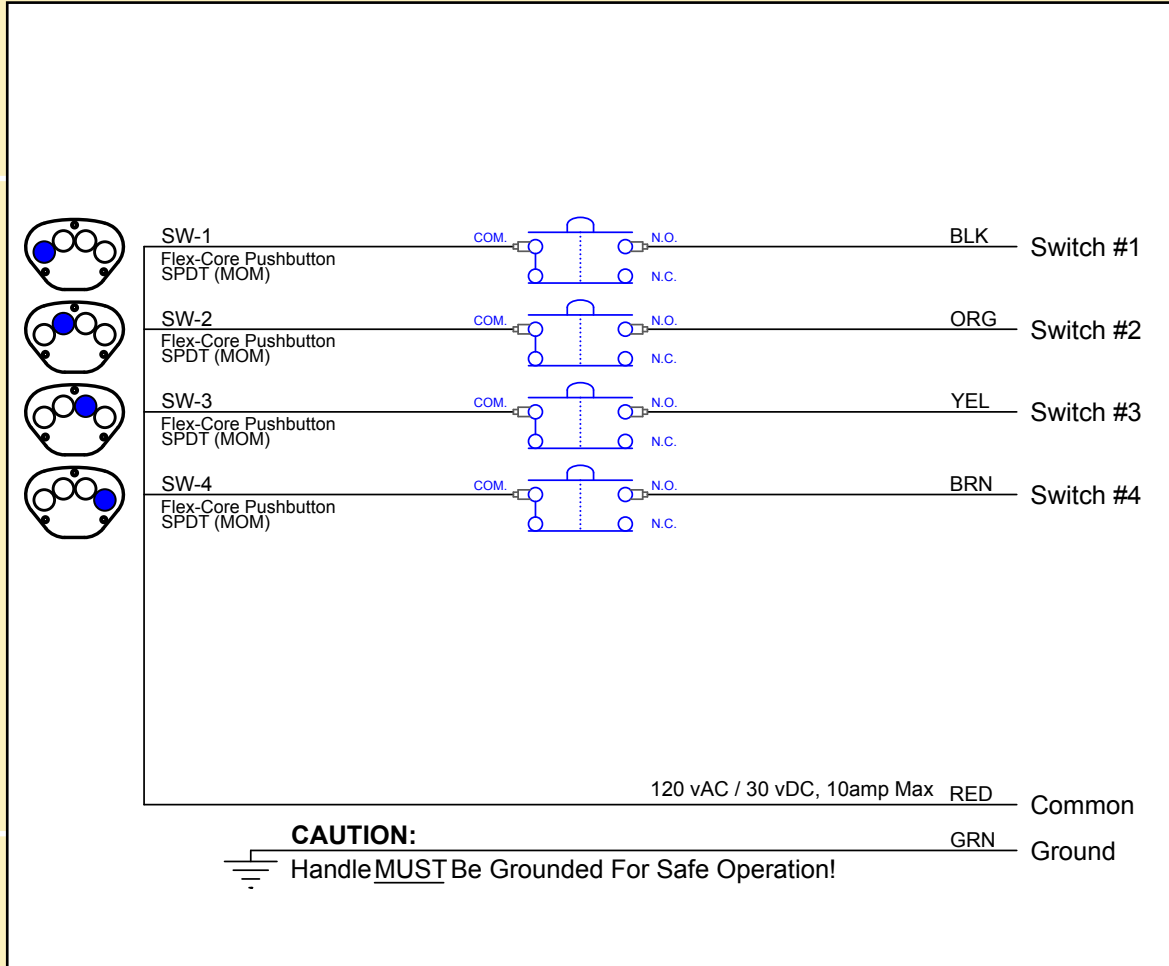 SW-1 COM. N.O. BLK Switch #1
Flex-Core Pushbutton
SPDT (MOM) N.C.
SW-2 COM. N.O. ORG Switch #2
Flex-Core Pushbutton
SPDT (MOM) N.C.
SW-3 COM. N.O. YEL Switch #3
Flex-Core Pushbutton
SPDT (MOM) N.C.
SW-4 COM. N.O. BRN Switch #4
Flex-Core Pushbutton
SPDT (MOM) N.C.
120 vAC / 30 vDC, 10amp Max RED Common
CAUTION: GRN Ground
Handle MUST Be Grounded For Safe Operation!